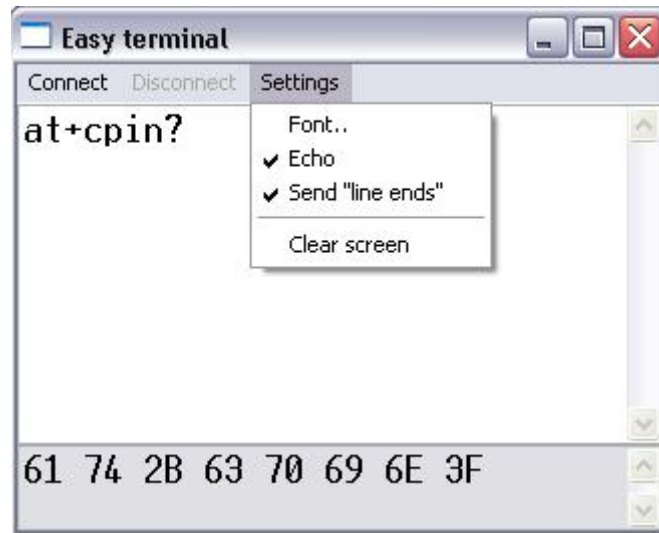 Easy terminal
Connect Disconnect Settings
at+cpin?
Font..
Echo
Send "line ends"
Clear screen
61 74 2B 63 70 69 6E 3F